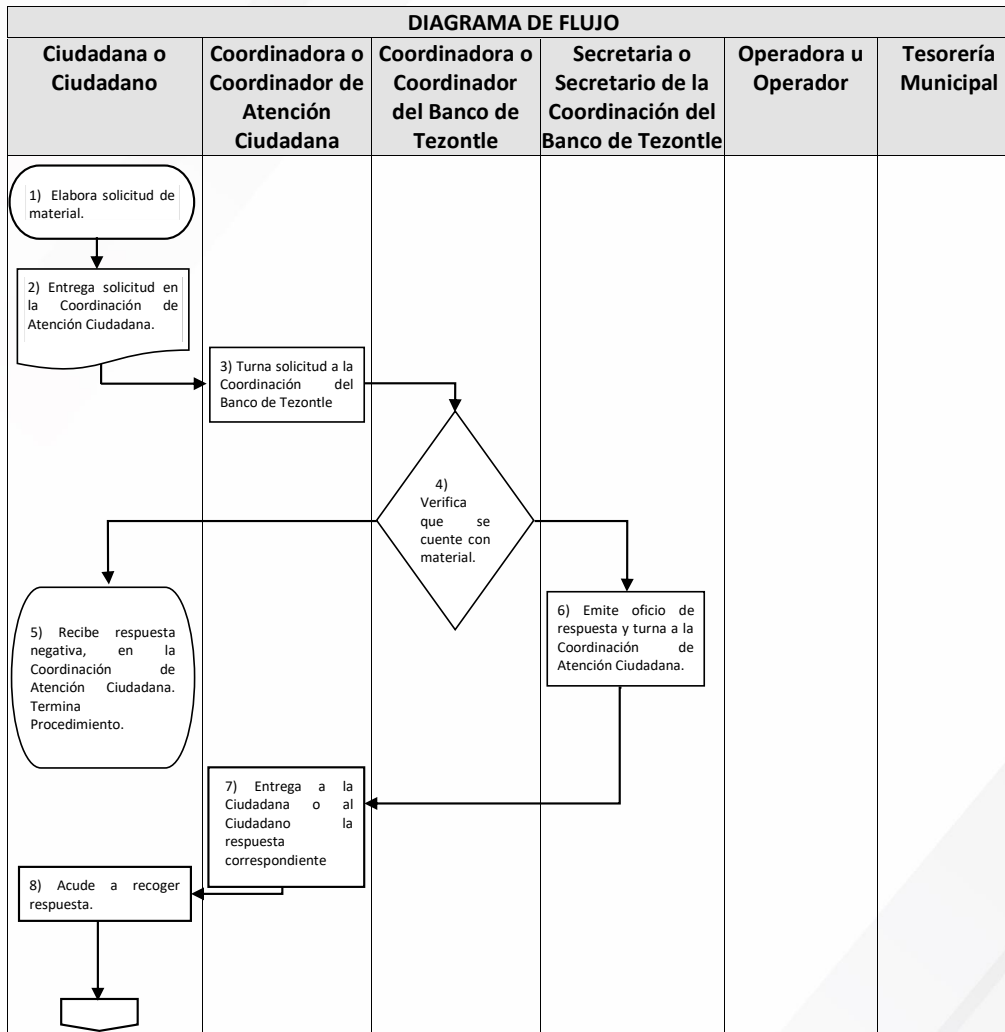 DIAGRAMA DE FLUJO
Ciudadana o
Ciudadano
Coordinadora o
Coordinador de
Atención
Ciudadana
Coordinadora o
Coordinador
del Banco de
Tezontle
Secretaria o
Secretario de la
Coordinación del
Banco de Tezontle
Operadora u
Operador
Tesorería
Municipal
1) Elabora solicitud de
material.
2) Entrega solicitud en
la Coordinación de
Atención Ciudadana.
3) Turna solicitud a la
Coordinación del
Banco de Tezontle
4)
Verifica
que se
cuente con
material.
5) Recibe respuesta
negativa, en la
Coordinación de
Atención Ciudadana.
Termina
Procedimiento.
6) Emite oficio de
respuesta y turna a la
Coordinación de
Atención Ciudadana.
7) Entrega a la
Ciudadana o al
Ciudadano la
respuesta
correspondiente
8) Acude a recoger
respuesta.